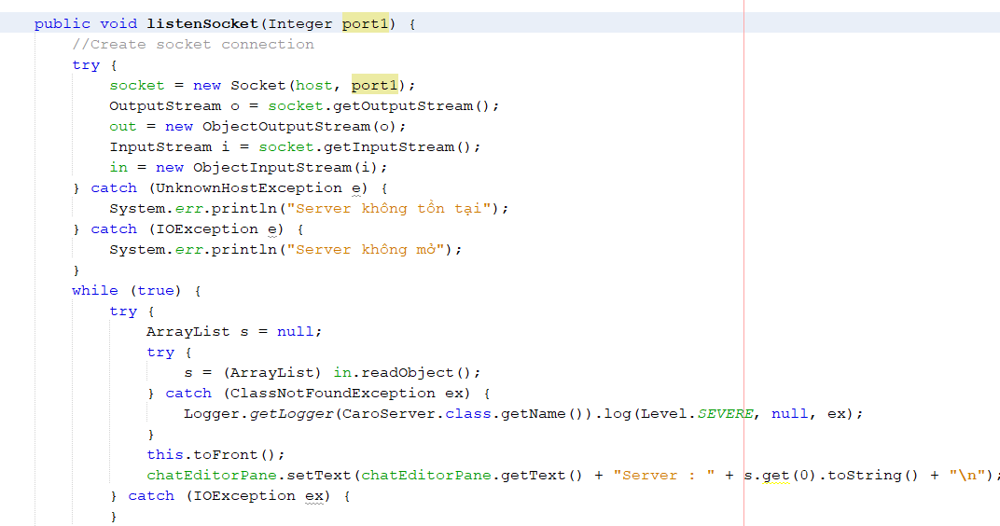 public void listenSocket(Integer port1) {
//Create socket connection
try {
socket = new Socket(host, port1);
OutputStream o = socket.getOutputStream();
out = new ObjectOutputStream(o);
InputStream i = socket.getInputStream();
in = new ObjectInputStream(i);
} catch (UnknownHostException e) {
System.err.println("Server không tồn tại");
} catch (IOException e) {
System.err.println("Server không mở");
}
while (true) {
try {
ArrayList s = null;
try {
s = (ArrayList) in.readObject();
} catch (ClassNotFoundException ex) {
Logger.getLogger(CaroServer.class.getName()).log(Level.SEVERE, null, ex);
}
this.toFront();
chatEditorPane.setText(chatEditorPane.getText() + "Server : " + s.get(0).toString() + "\n");
} catch (IOException ex) {
}